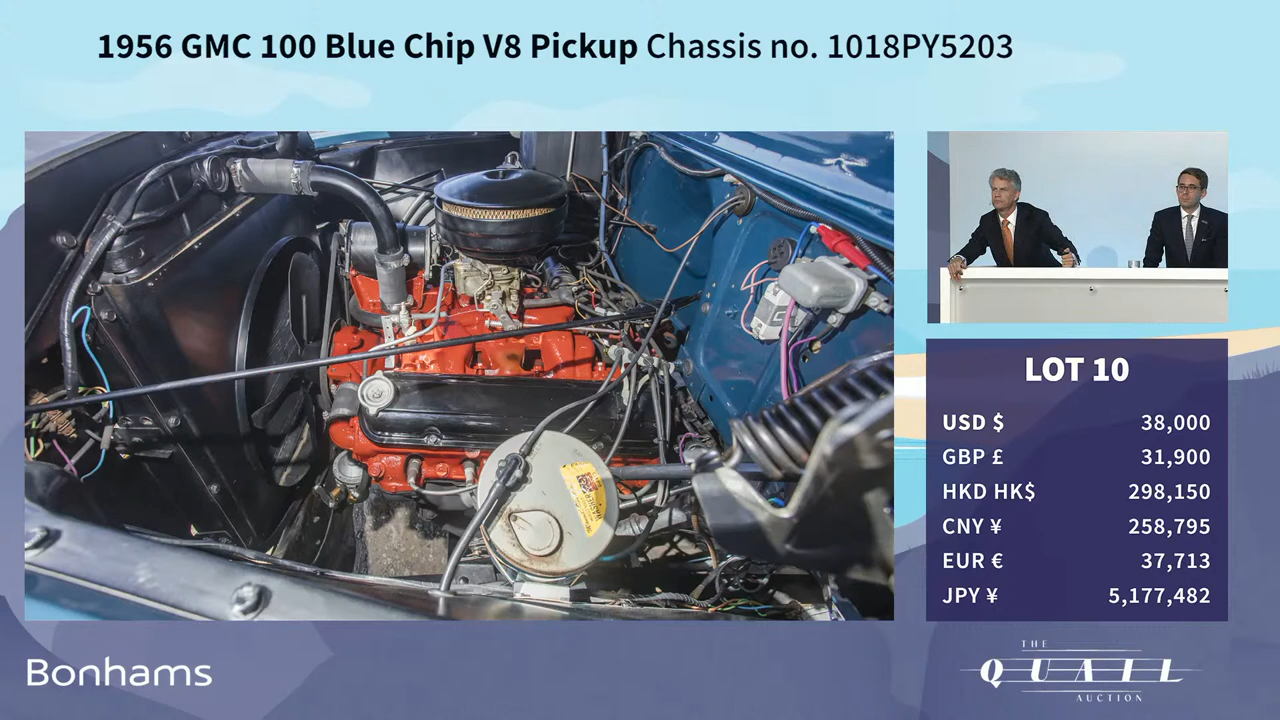 1956 GMC 100 Blue Chip V8 Pickup Chassis no. 1018PY5203
LOT 10
USD $ 38,000
GBP £ 31,900
HKD HK$ 298,150
CNY ¥ 258,795
EUR € 37,713
JPY ¥ 5,177,482
Bonhams
THE
QUAIL
AUCTION